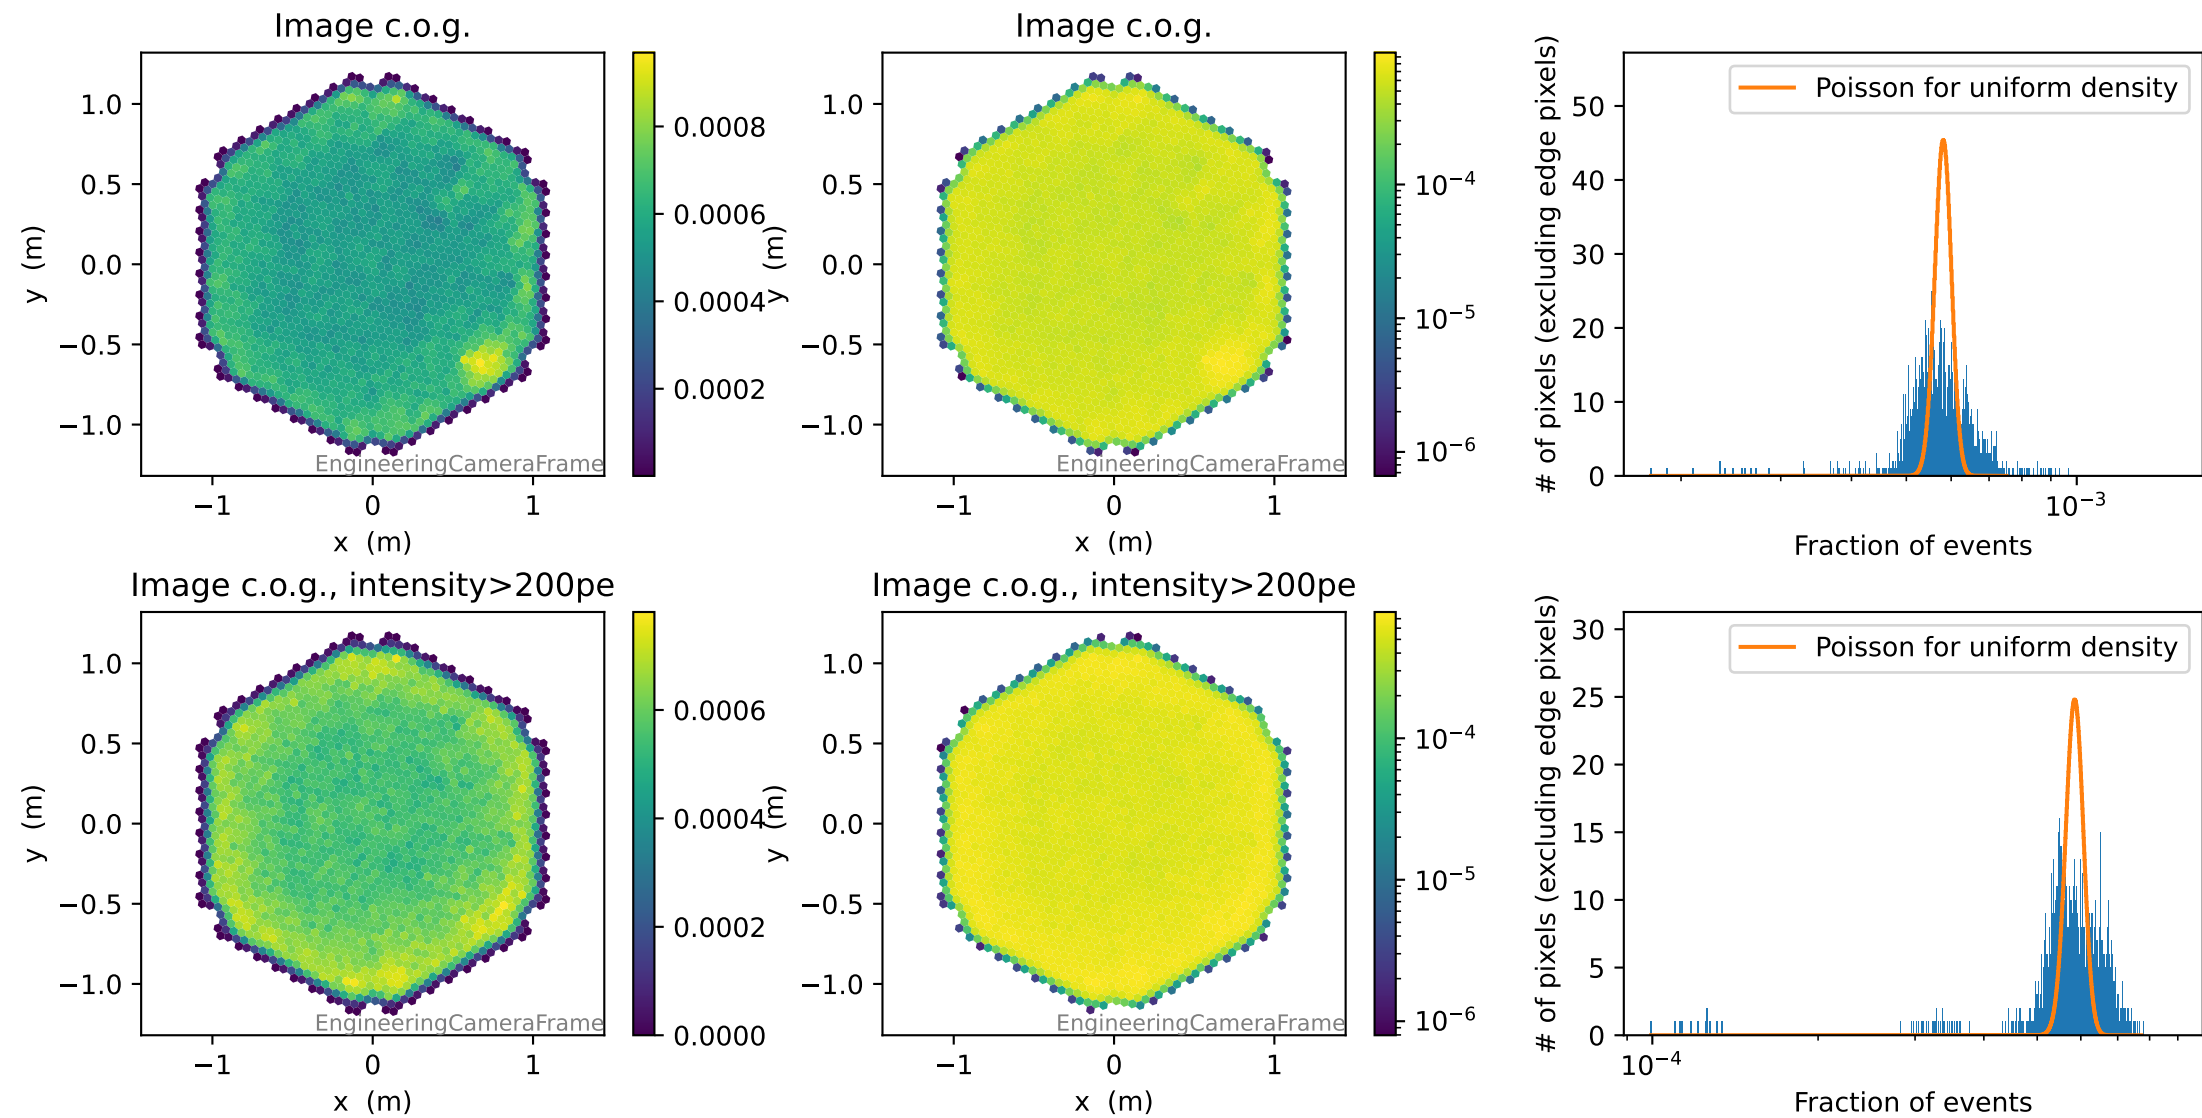 Image c.o.g.
1.0
0.5
0.0
−0.5
−1.0
y (m)
−1
0
1
x (m)
EngineeringCameraFrame
0.0008
0.0006
0.0004
0.0002
Image c.o.g.
1.0
0.5
0.0
−0.5
−1.0
y (m)
−1
0
1
x (m)
EngineeringCameraFrame
10⁻⁴
10⁻⁵
10⁻⁶
# of pixels (excluding edge pixels)
50
40
30
20
10
0
Poisson for uniform density
10⁻³
Fraction of events
Image c.o.g., intensity>200pe
1.0
0.5
0.0
−0.5
−1.0
y (m)
−1
0
1
x (m)
EngineeringCameraFrame
0.0006
0.0004
0.0002
0.0000
Image c.o.g., intensity>200pe
1.0
0.5
0.0
−0.5
−1.0
y (m)
−1
0
1
x (m)
EngineeringCameraFrame
10⁻⁴
10⁻⁵
10⁻⁶
# of pixels (excluding edge pixels)
30
25
20
15
10
5
0
Poisson for uniform density
10⁻⁴
Fraction of events